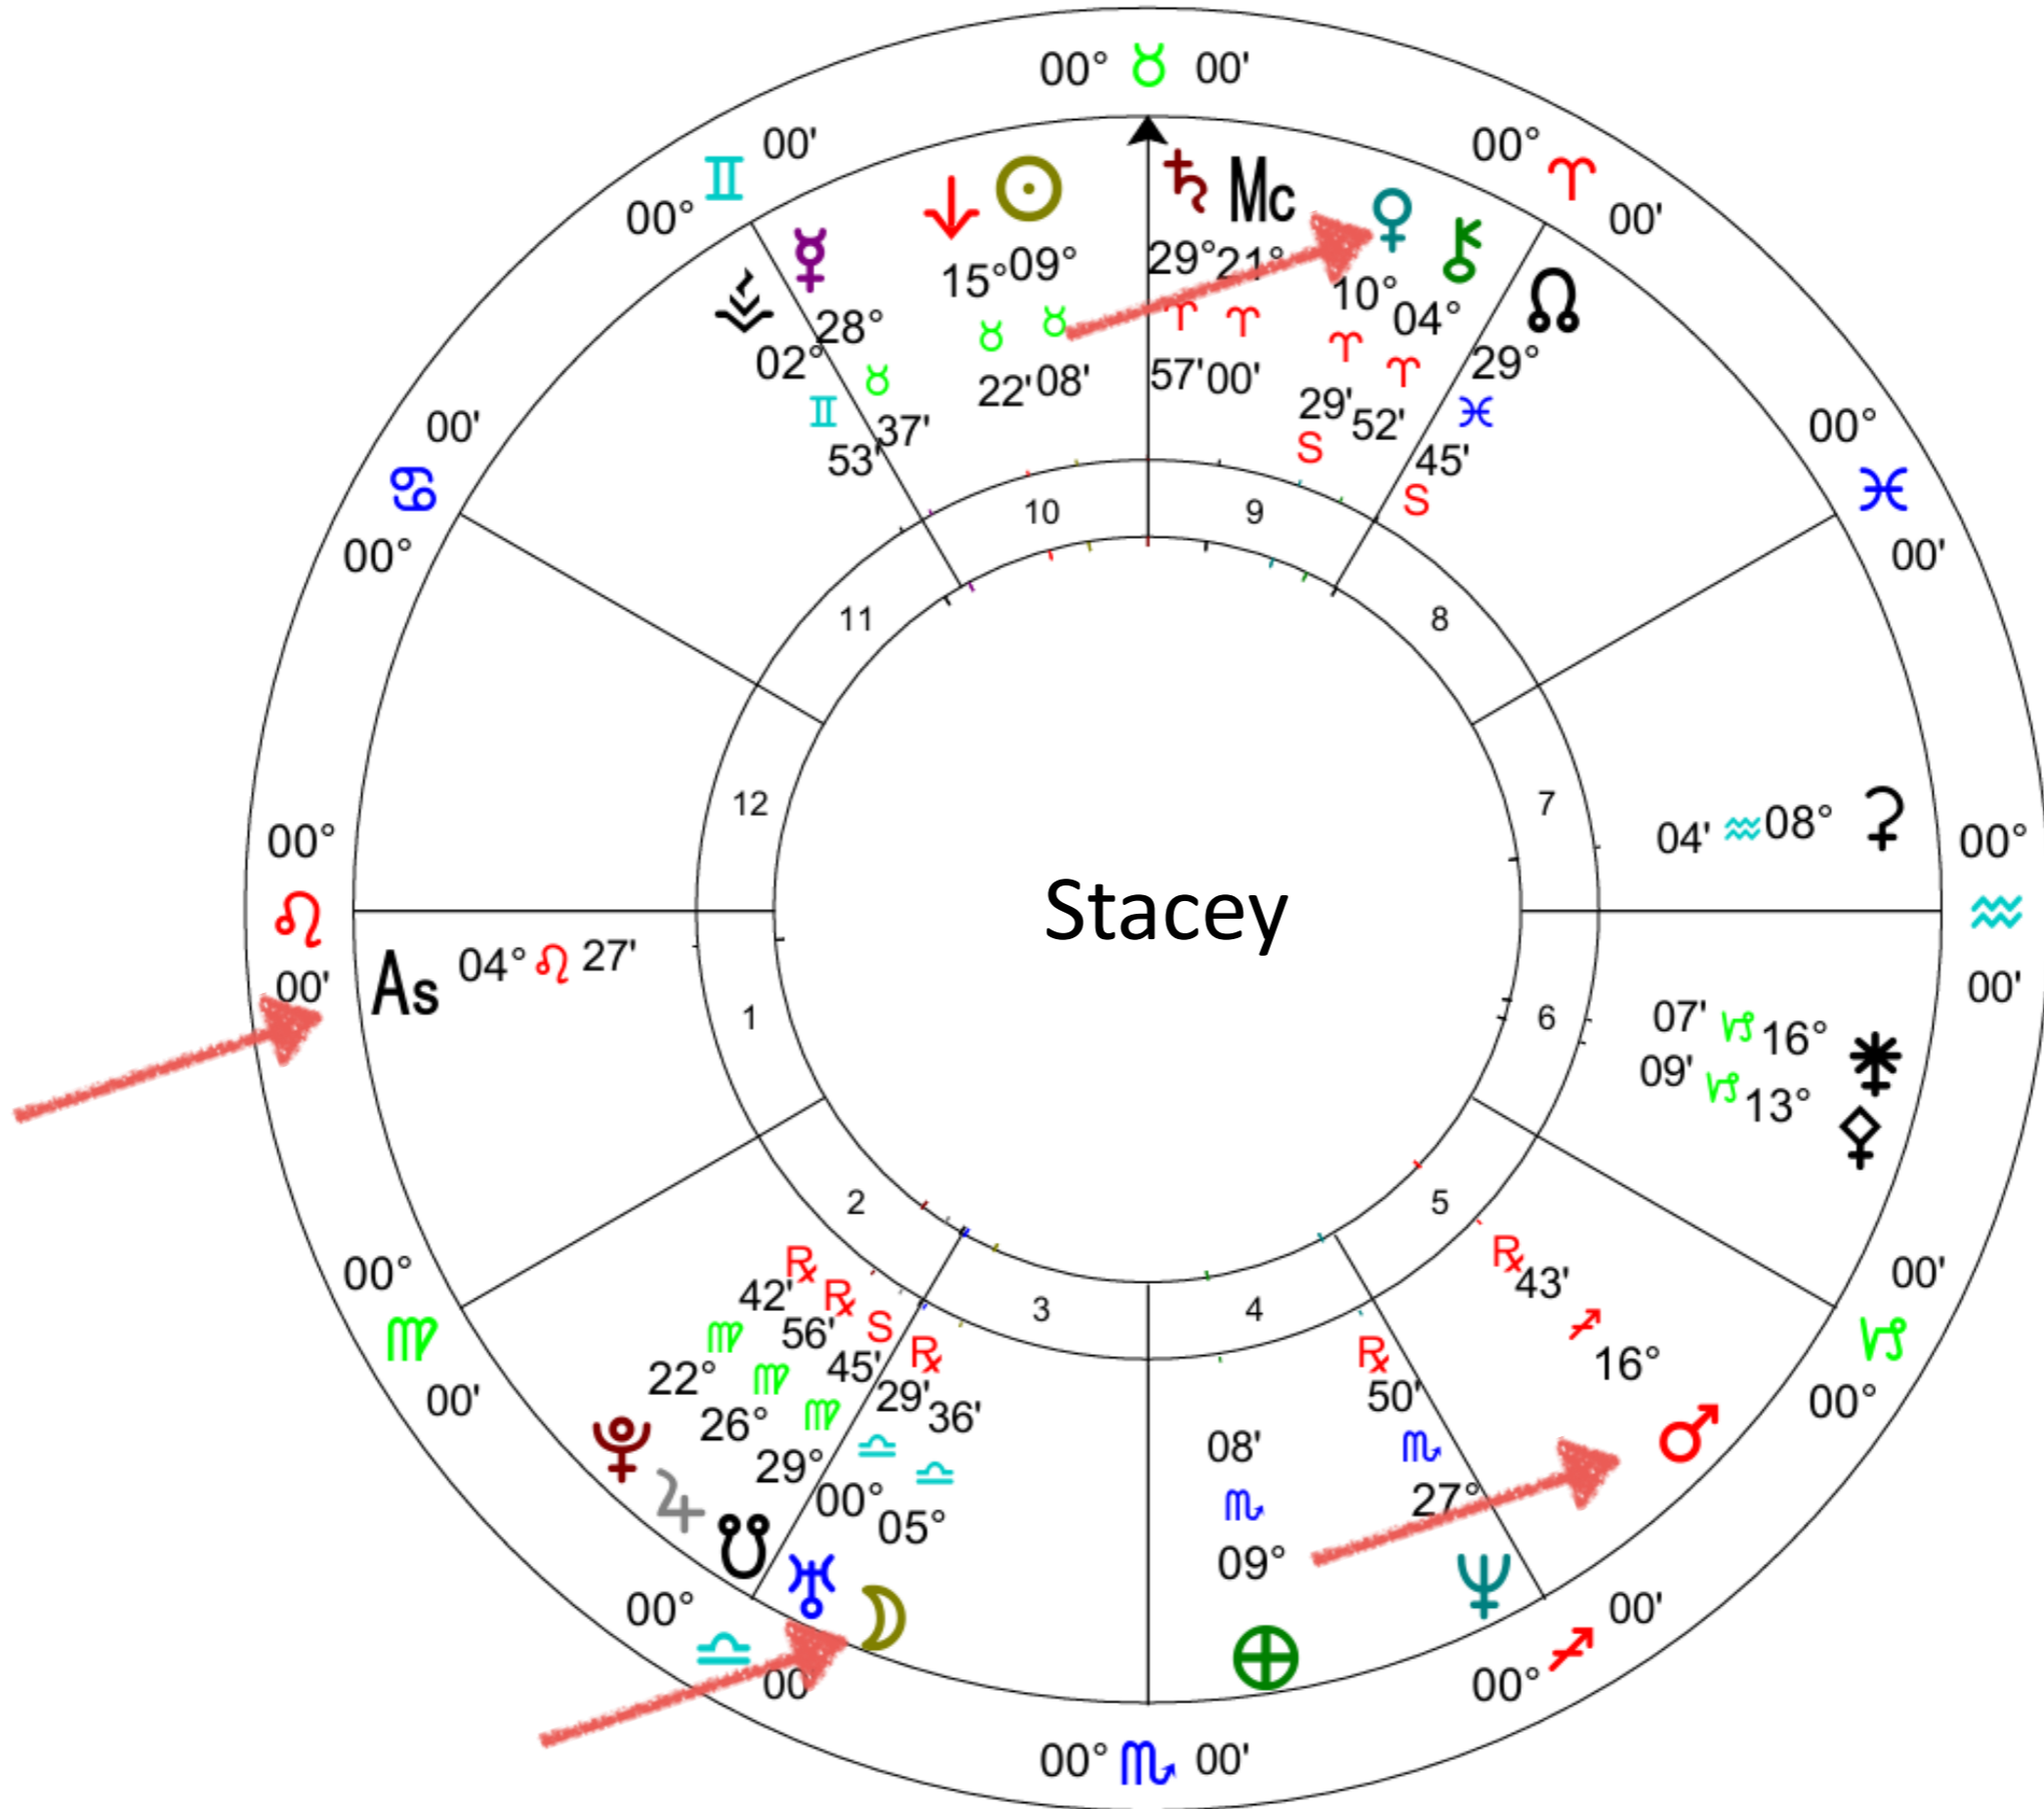 00° ♉ 00'
00° ♊ 00'
00° ♈ 00'
♄ Mc
29° 21°
♈ ♈
57' 00'
♀ 10° ♈ 29' S
⚷ 04° ♈ 52'
☊ 29° ♓ 45' S
☉ 09° ♉ 08'
↓ 15° ♉ 22'
☿ 28° ♉ 37'
⚶ 02° ♊ 53'
00° ♋ 00'
00° ♓ 00'
10
9
11
8
12
7
04' ♒ 08° ⚳
00° ♌ 00'
Stacey
00° ♒ 00'
As 04° ♌ 27'
1
6
07' ♑ 16° ⚵
09' ♑ 13° ⚴
2
5
3
4
00° ♍ 00'
00° ♑ 00'
♇ 22° ♍ 42' ℞
♃ 26° ♍ 56' ℞
☋ 29° ♍ 45' S
♅ 00° ♎ 29' ℞
☽ 05° ♎ 36'
⊕ 09° ♏ 08'
♆ 27° ♏ 50' ℞
♂ 16° ♐ 43' ℞
00° ♎ 00'
00° ♐ 00'
00° ♏ 00'